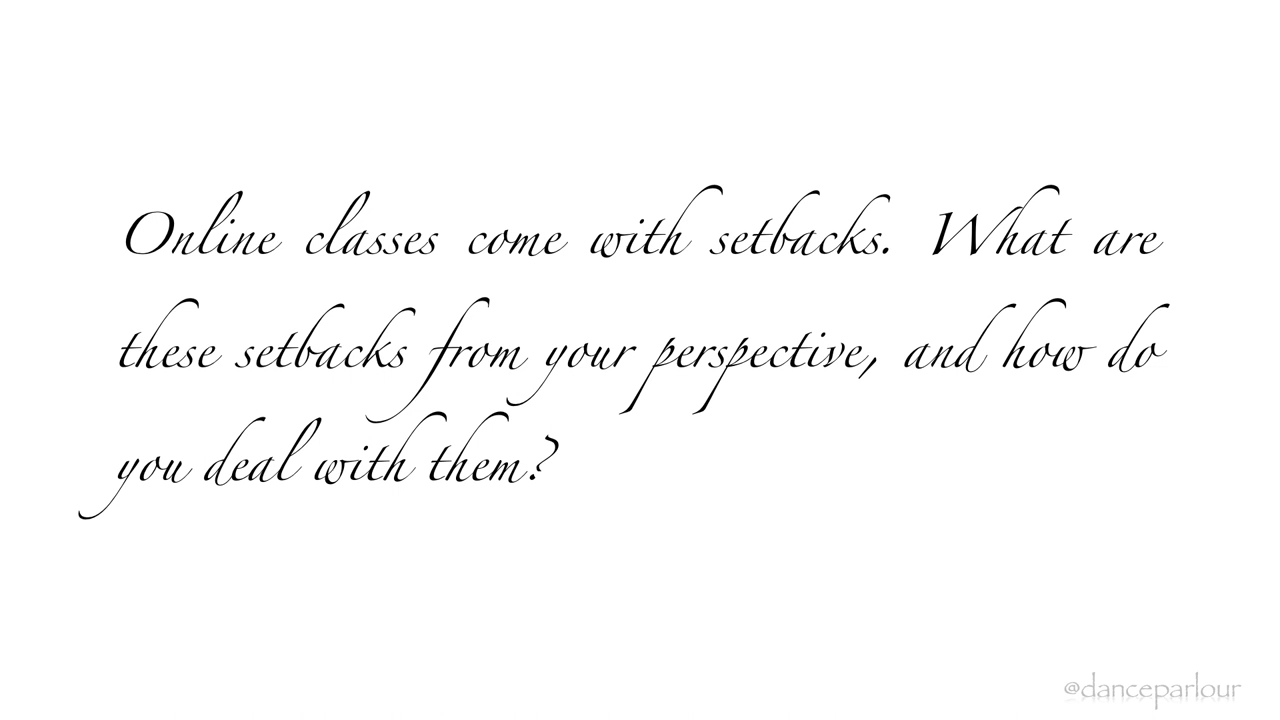 Online classes come with setbacks. What are
these setbacks from your perspective, and how do
you deal with them?
@danceparlour